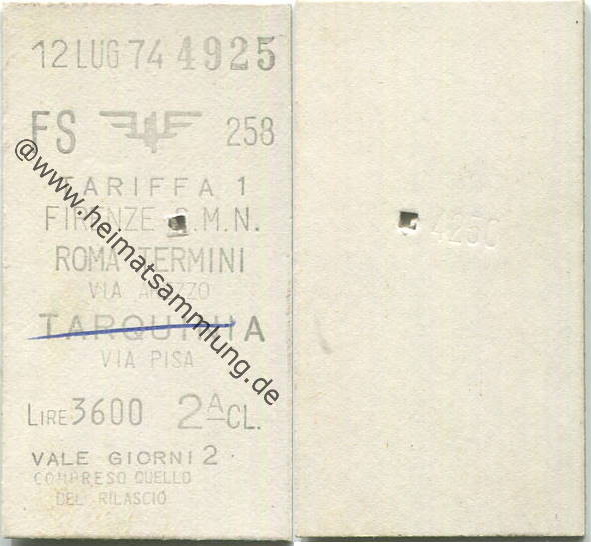 12 LUG 74 4925
FS 258
TARIFFA 1
FIRENZE S.M.N.
ROMA TERMINI
VIA AREZZO
TARQUINIA
VIA PISA
LIRE 3600 2A CL.
VALE GIORNI 2
COMPRESO QUELLO
DEL RILASCIO
@www.heimatsammlung.de